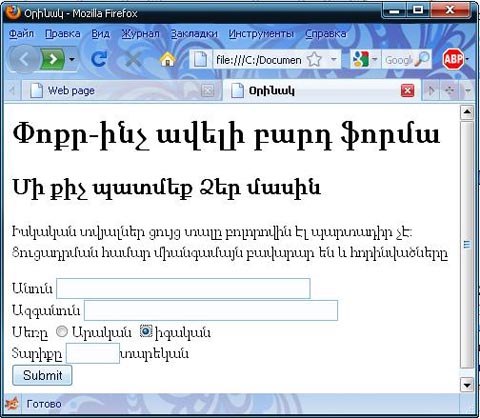 Օրինակ - Mozilla Firefox
Файл Правка Вид Журнал Закладки Инструменты Справка
file:///C:/Documen
Googl
ABP
Web page
Օրինակ
Փոքր-ինչ ավելի բարդ ֆորմա
Մի քիչ պատմեք Ձեր մասին
Իսկական տվյալներ ցույց տալը բոլորովին էլ պարտադիր չէ:
Ցուցադրման համար միանգամայն բավարար են և հորինվածները
Անուն
Ազգանուն
Սեռը Արական իգական
Տարիքը տարեկան
Submit
Готово